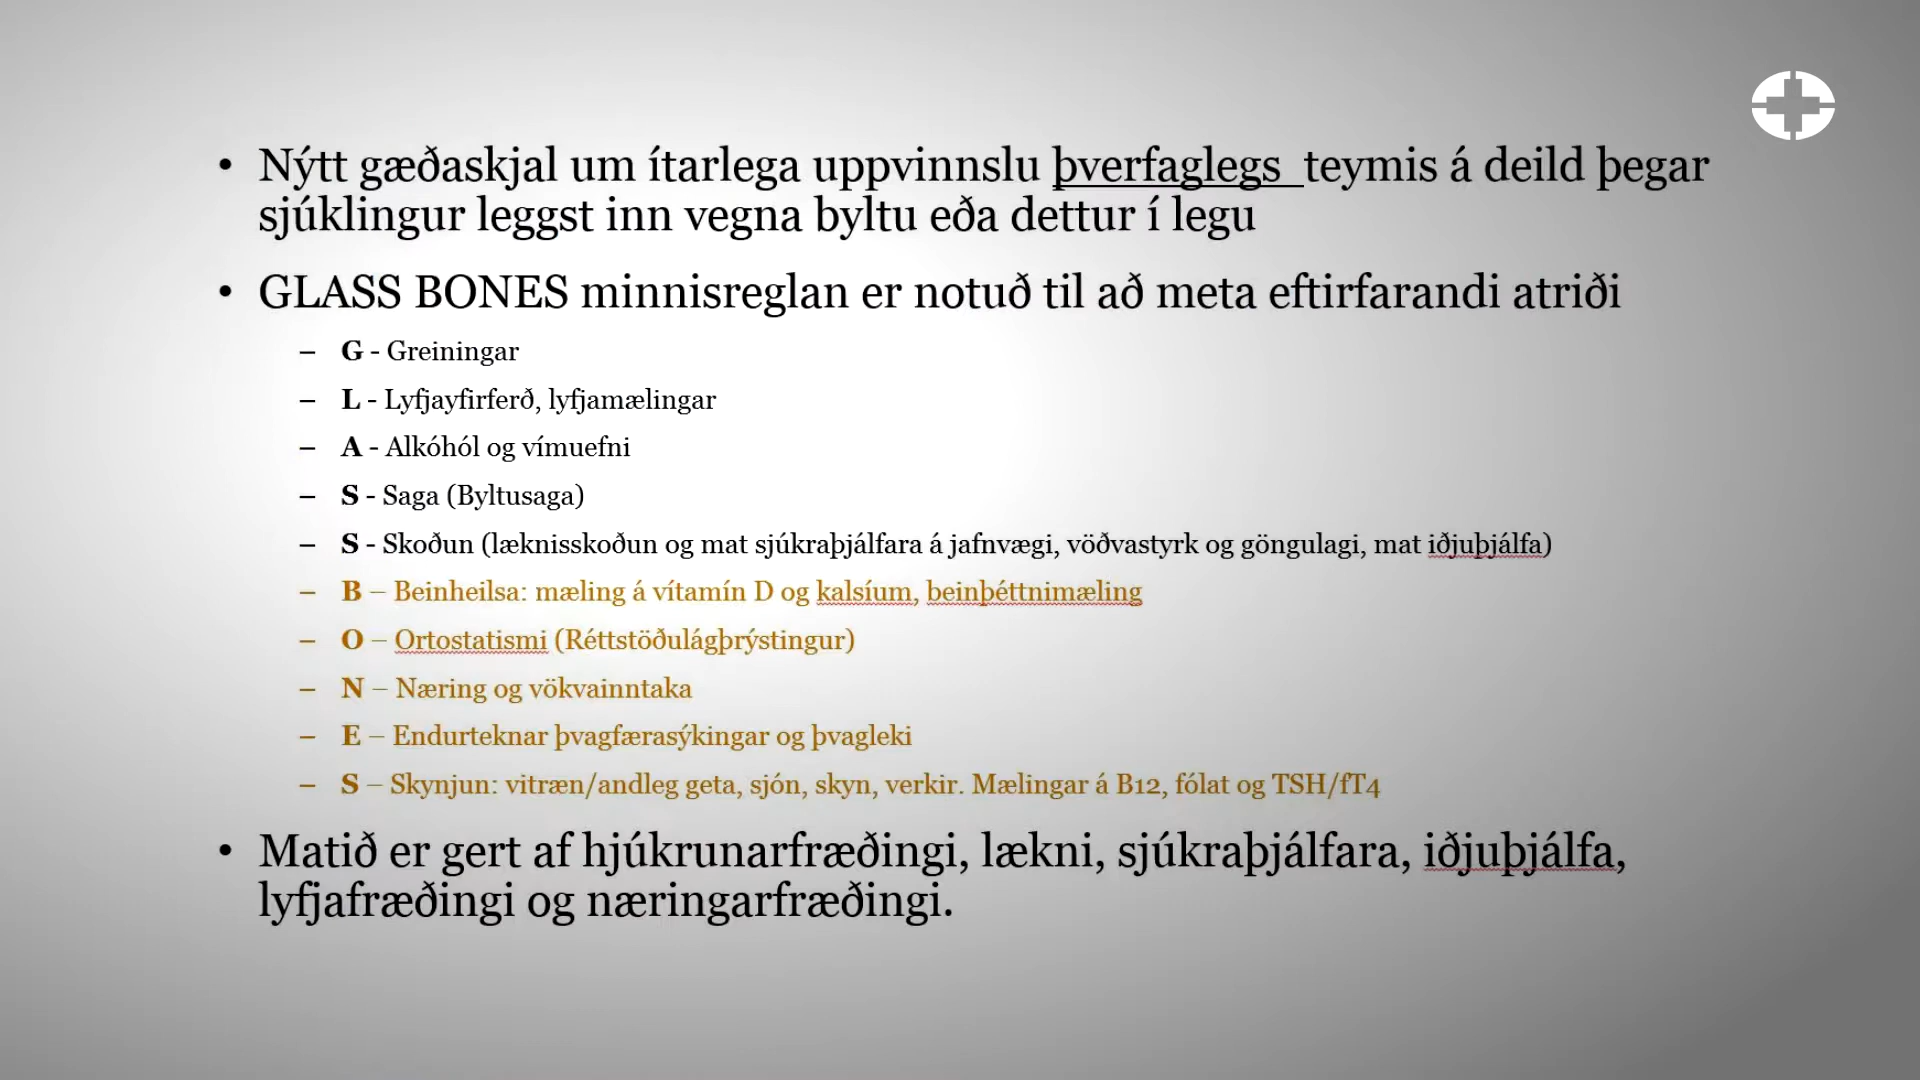 • Nýtt gæðaskjal um ítarlega uppvinnslu þverfaglegs teymis á deild þegar
sjúklingur leggst inn vegna byltu eða dettur í legu
• GLASS BONES minnisreglan er notuð til að meta eftirfarandi atriði
– G - Greiningar
– L - Lyfjayfirferð, lyfjamælingar
– A - Alkóhól og vímuefni
– S - Saga (Byltusaga)
– S - Skoðun (læknisskoðun og mat sjúkraþjálfara á jafnvægi, vöðvastyrk og göngulagi, mat iðjuþjálfa)
– B – Beinheilsa: mæling á vítamín D og kalsíum, beinþéttnimæling
– O – Ortostatismi (Réttstöðulágþrýstingur)
– N – Næring og vökvainntaka
– E – Endurteknar þvagfærasýkingar og þvagleki
– S – Skynjun: vitræn/andleg geta, sjón, skyn, verkir. Mælingar á B12, fólat og TSH/fT4
• Matið er gert af hjúkrunarfræðingi, lækni, sjúkraþjálfara, iðjuþjálfa,
lyfjafræðingi og næringarfræðingi.